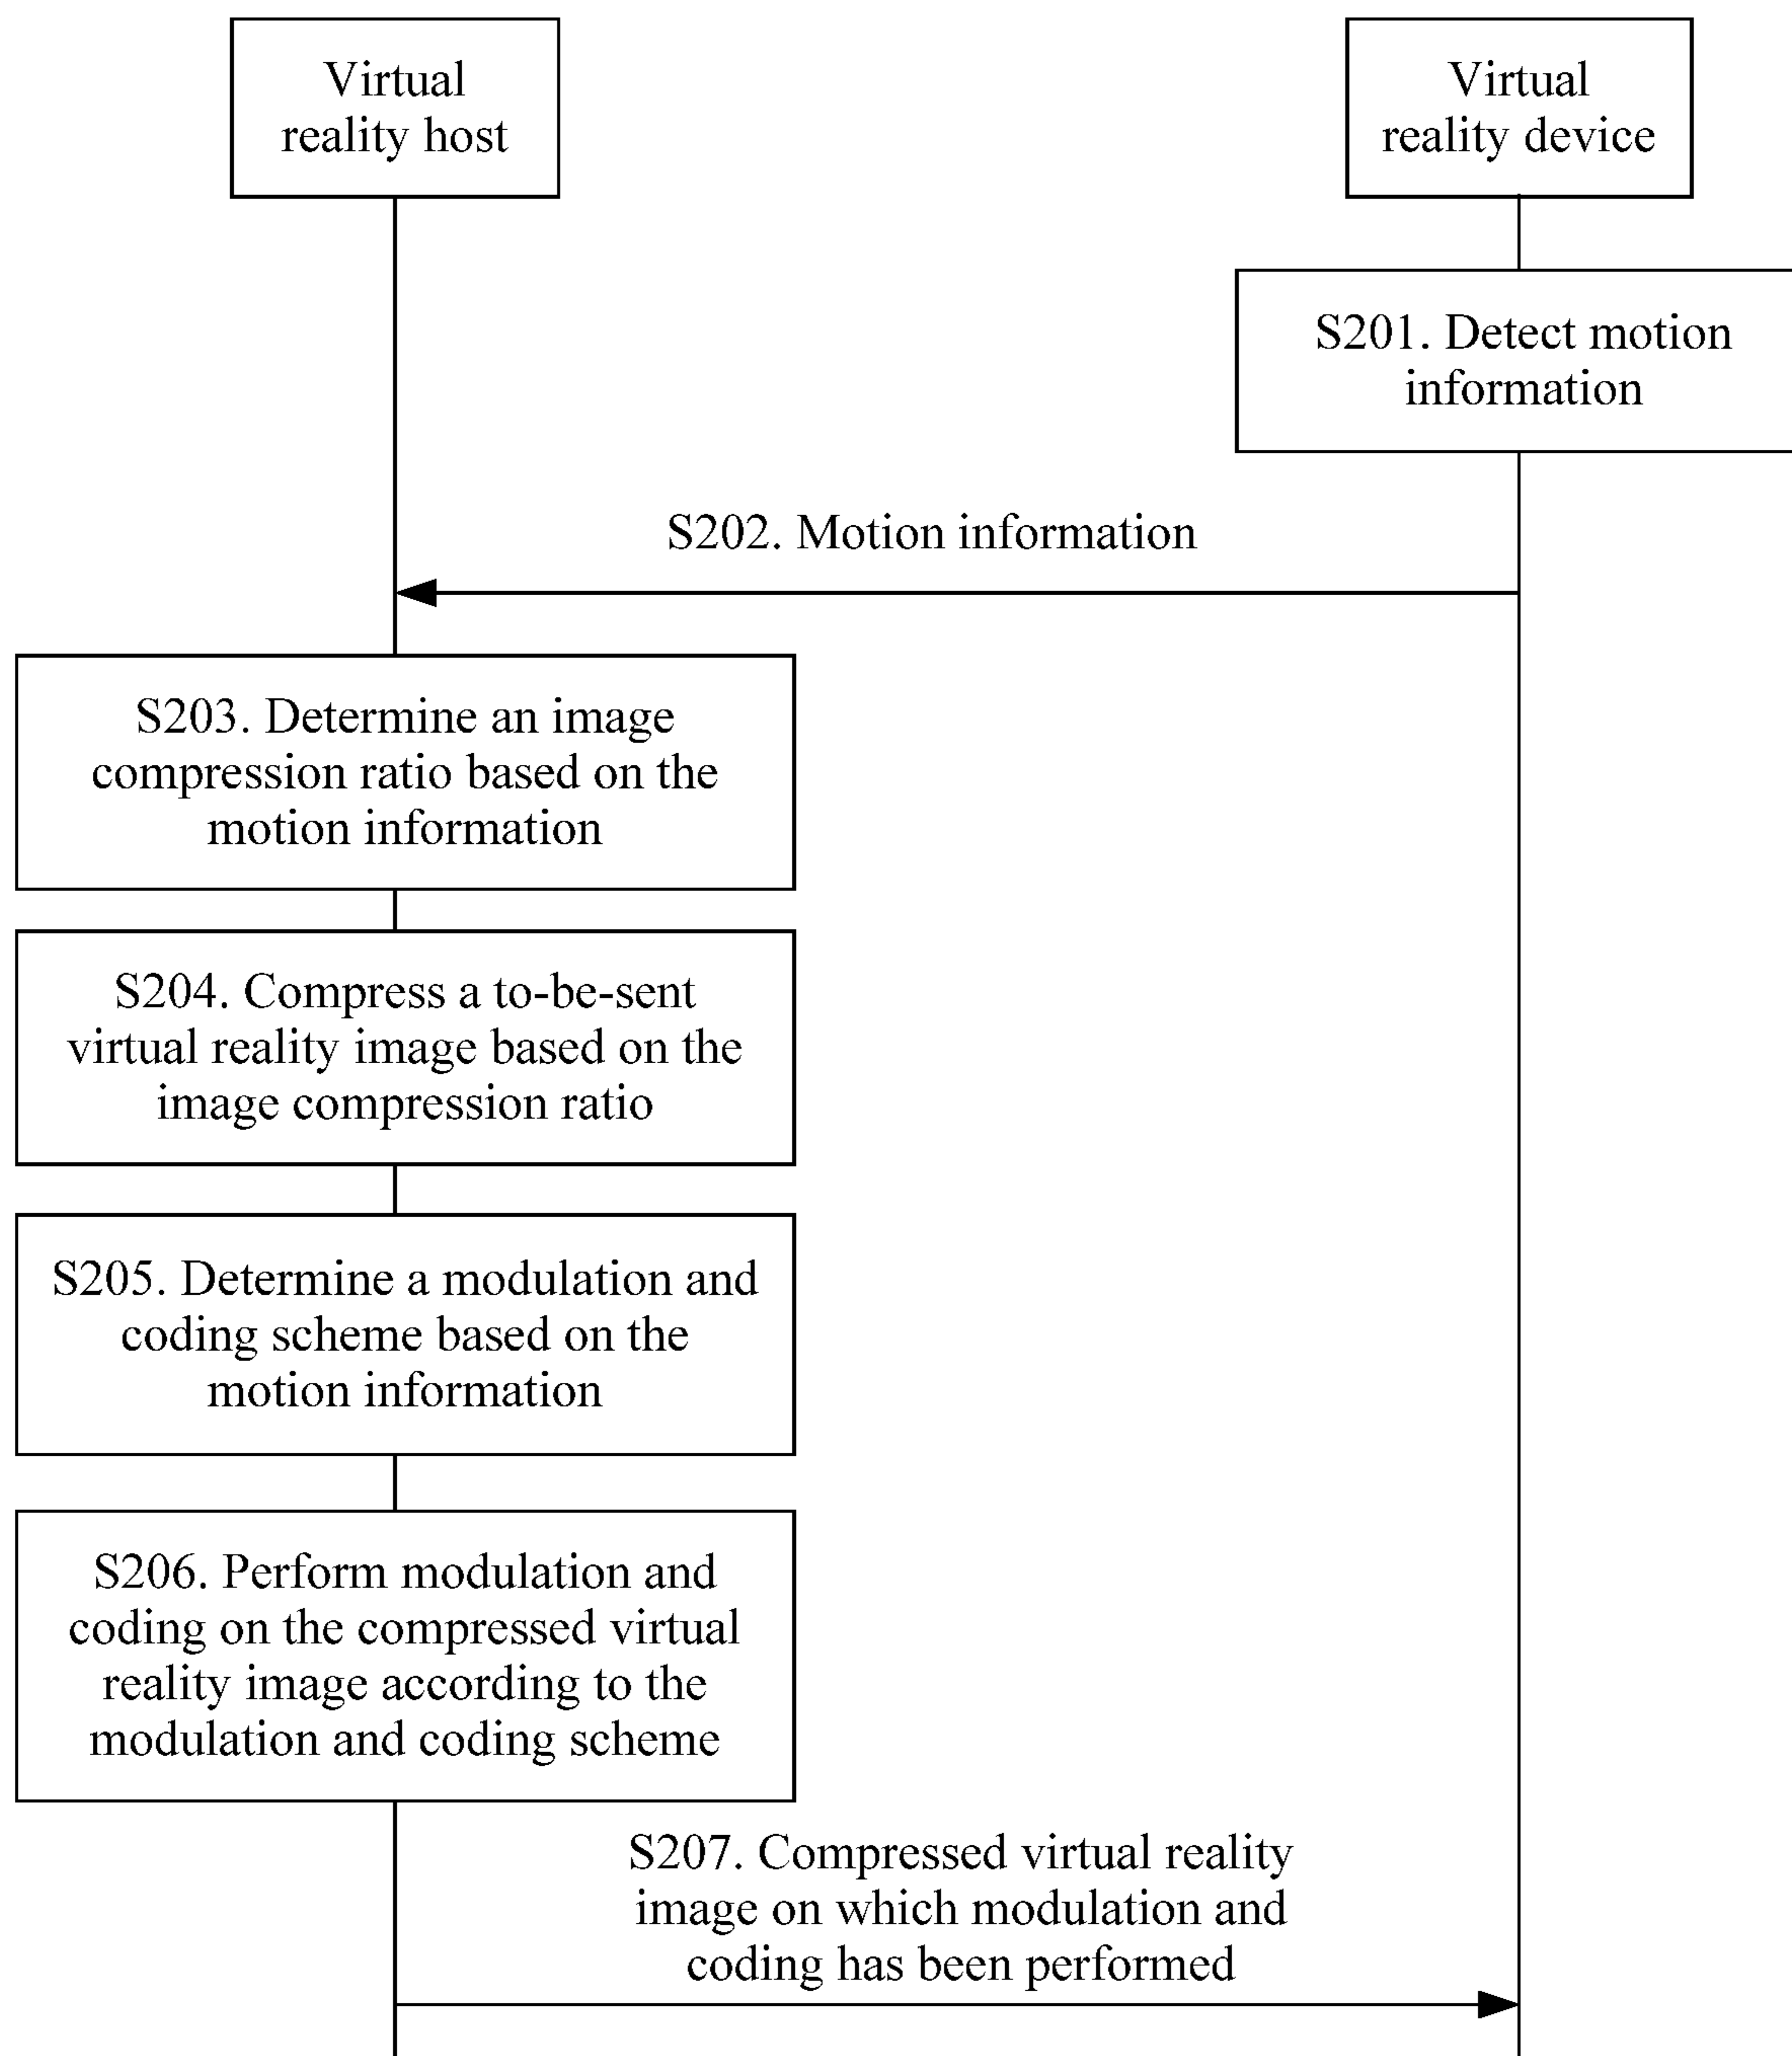 Virtual
reality host
Virtual
reality device
S201. Detect motion
information
S202. Motion information
S203. Determine an image
compression ratio based on the
motion information
S204. Compress a to-be-sent
virtual reality image based on the
image compression ratio
S205. Determine a modulation and
coding scheme based on the
motion information
S206. Perform modulation and
coding on the compressed virtual
reality image according to the
modulation and coding scheme
S207. Compressed virtual reality
image on which modulation and
coding has been performed